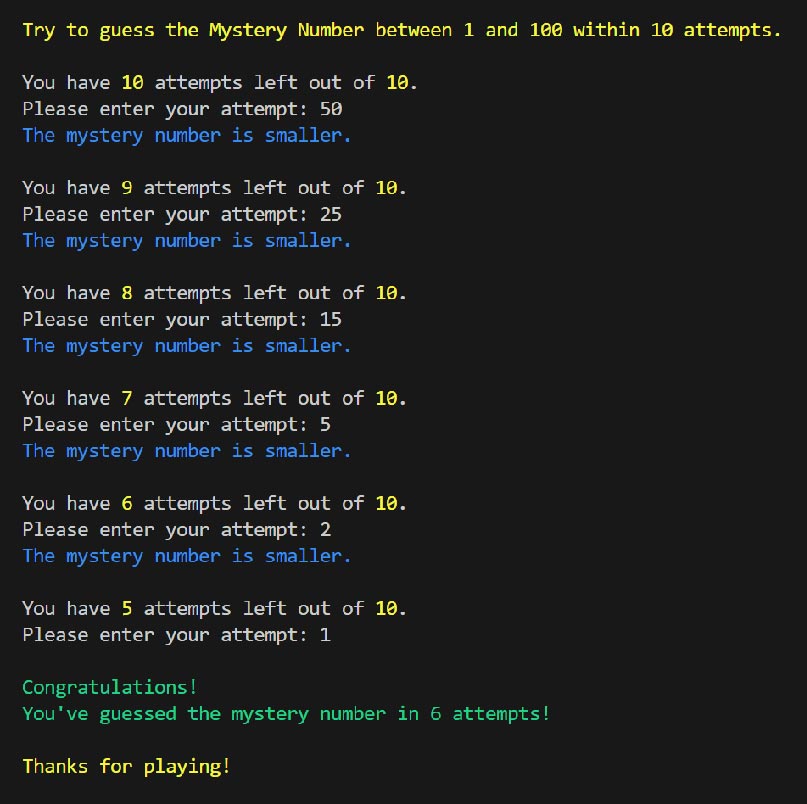 Try to guess the Mystery Number between 1 and 100 within 10 attempts.
You have 10 attempts left out of 10.
Please enter your attempt: 50
The mystery number is smaller.
You have 9 attempts left out of 10.
Please enter your attempt: 25
The mystery number is smaller.
You have 8 attempts left out of 10.
Please enter your attempt: 15
The mystery number is smaller.
You have 7 attempts left out of 10.
Please enter your attempt: 5
The mystery number is smaller.
You have 6 attempts left out of 10.
Please enter your attempt: 2
The mystery number is smaller.
You have 5 attempts left out of 10.
Please enter your attempt: 1
Congratulations!
You've guessed the mystery number in 6 attempts!
Thanks for playing!